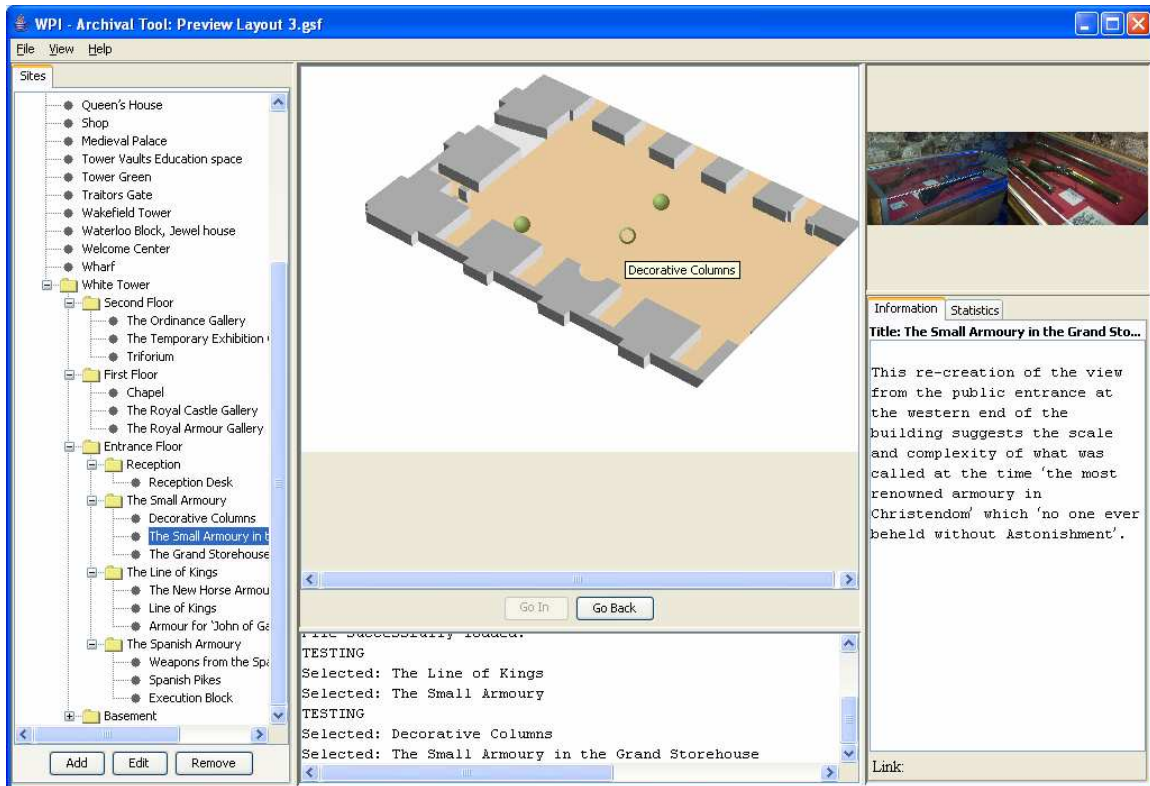 WPI - Archival Tool: Preview Layout 3.gsf
File View Help
Sites
Queen's House
Shop
Medieval Palace
Tower Vaults Education space
Tower Green
Traitors Gate
Wakefield Tower
Waterloo Block, Jewel house
Welcome Center
Wharf
White Tower
Second Floor
The Ordinance Gallery
The Temporary Exhibition
Triforium
First Floor
Chapel
The Royal Castle Gallery
The Royal Armour Gallery
Entrance Floor
Reception
Reception Desk
The Small Armoury
Decorative Columns
The Small Armoury in t
The Grand Storehouse
The Line of Kings
The New Horse Armou
Line of Kings
Armour for 'John of Ga
The Spanish Armoury
Weapons from the Spa
Spanish Pikes
Execution Block
Basement
Add Edit Remove
Decorative Columns
Go In Go Back
File Successfully loaded.
TESTING
Selected: The Line of Kings
Selected: The Small Armoury
TESTING
Selected: Decorative Columns
Selected: The Small Armoury in the Grand Storehouse
Information Statistics
Title: The Small Armoury in the Grand Sto...
This re-creation of the view
from the public entrance at
the western end of the
building suggests the scale
and complexity of what was
called at the time 'the most
renowned armoury in
Christendom' which 'no one ever
beheld without Astonishment'.
Link: